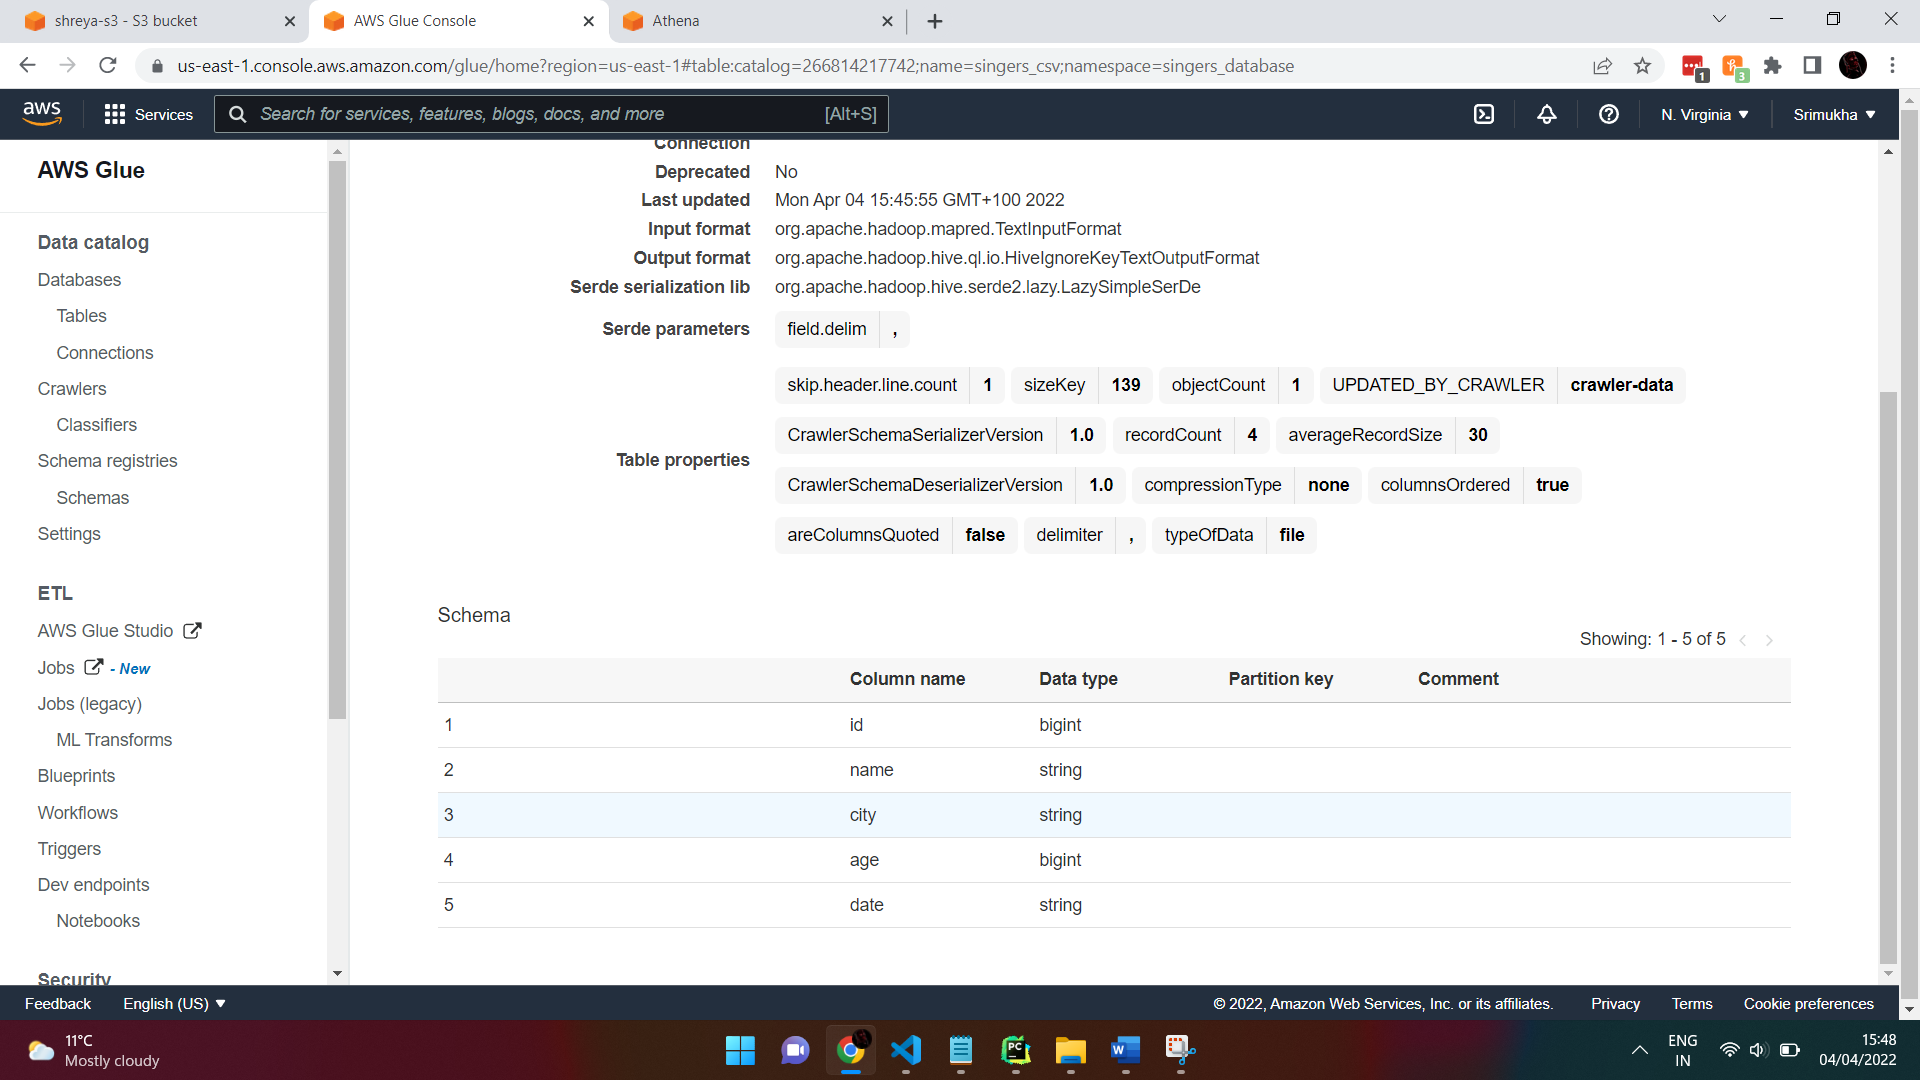 shreya-s3 - S3 bucket
AWS Glue Console
Athena
us-east-1.console.aws.amazon.com/glue/home?region=us-east-1#table:catalog=266814217742;name=singers_csv;namespace=singers_database
1
3
aws
Services
Search for services, features, blogs, docs, and more
[Alt+S]
N. Virginia
Srimukha
AWS Glue
Data catalog
Databases
Tables
Connections
Crawlers
Classifiers
Schema registries
Schemas
Settings
ETL
AWS Glue Studio
Jobs - New
Jobs (legacy)
ML Transforms
Blueprints
Workflows
Triggers
Dev endpoints
Notebooks
Security
Connection
Deprecated No
Last updated Mon Apr 04 15:45:55 GMT+100 2022
Input format org.apache.hadoop.mapred.TextInputFormat
Output format org.apache.hadoop.hive.ql.io.HiveIgnoreKeyTextOutputFormat
Serde serialization lib org.apache.hadoop.hive.serde2.lazy.LazySimpleSerDe
Serde parameters field.delim ,
Table properties
skip.header.line.count 1 sizeKey 139 objectCount 1 UPDATED_BY_CRAWLER crawler-data
CrawlerSchemaSerializerVersion 1.0 recordCount 4 averageRecordSize 30
CrawlerSchemaDeserializerVersion 1.0 compressionType none columnsOrdered true
areColumnsQuoted false delimiter , typeOfData file
Schema
Showing: 1 - 5 of 5
Column name Data type Partition key Comment
1 id bigint
2 name string
3 city string
4 age bigint
5 date string
Feedback English (US)
© 2022, Amazon Web Services, Inc. or its affiliates. Privacy Terms Cookie preferences
11°C
Mostly cloudy
PC
W
ENG
IN
15:48
04/04/2022